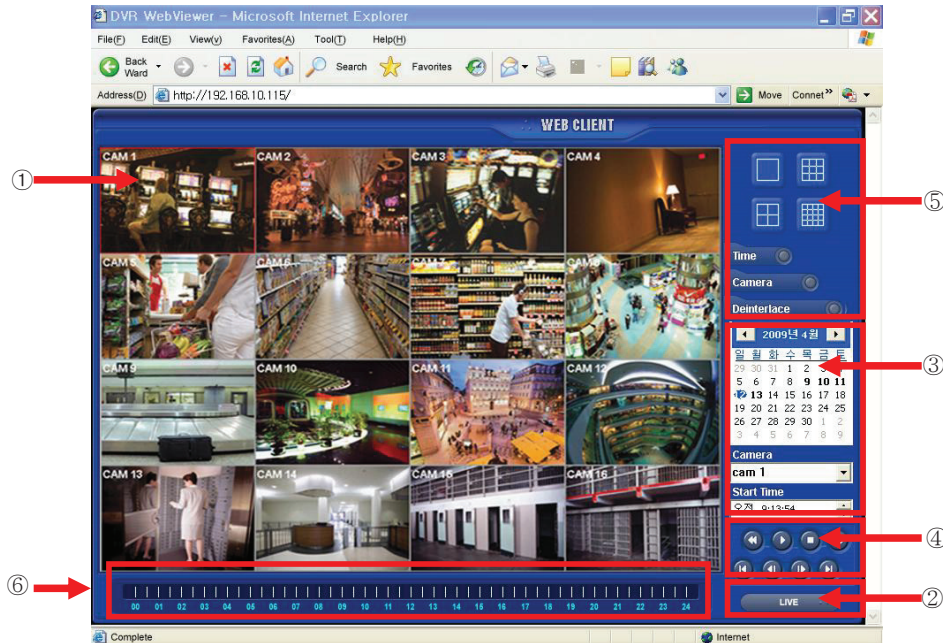 DVR WebViewer - Microsoft Internet Explorer
File(F) Edit(E) View(v) Favorites(A) Tool(T) Help(H)
Back Ward Search Favorites
Address(D) http://192.168.10.115/ Move Connet »
WEB CLIENT
CAM 1 CAM 2 CAM 3 CAM 4
CAM 5 CAM 6 CAM 7 CAM 8
CAM 9 CAM 10 CAM 11 CAM 12
CAM 13 CAM 14 CAM 15 CAM 16
①
⑤
Time
Camera
Deinterlace
2009년 4월
일 월 화 수 목 금 토
29 30 31 1 2 3
③
5 6 7 8 9 10 11
12 13 14 15 16 17 18
19 20 21 22 23 24 25
26 27 28 29 30 1 2
3 4 5 6 7 8 9
Camera
cam 1
Start Time
오전 9:13:54
④
⑥
00 01 02 03 04 05 06 07 08 09 10 11 12 13 14 15 16 17 18 19 20 21 22 23 24
LIVE
②
Complete Internet